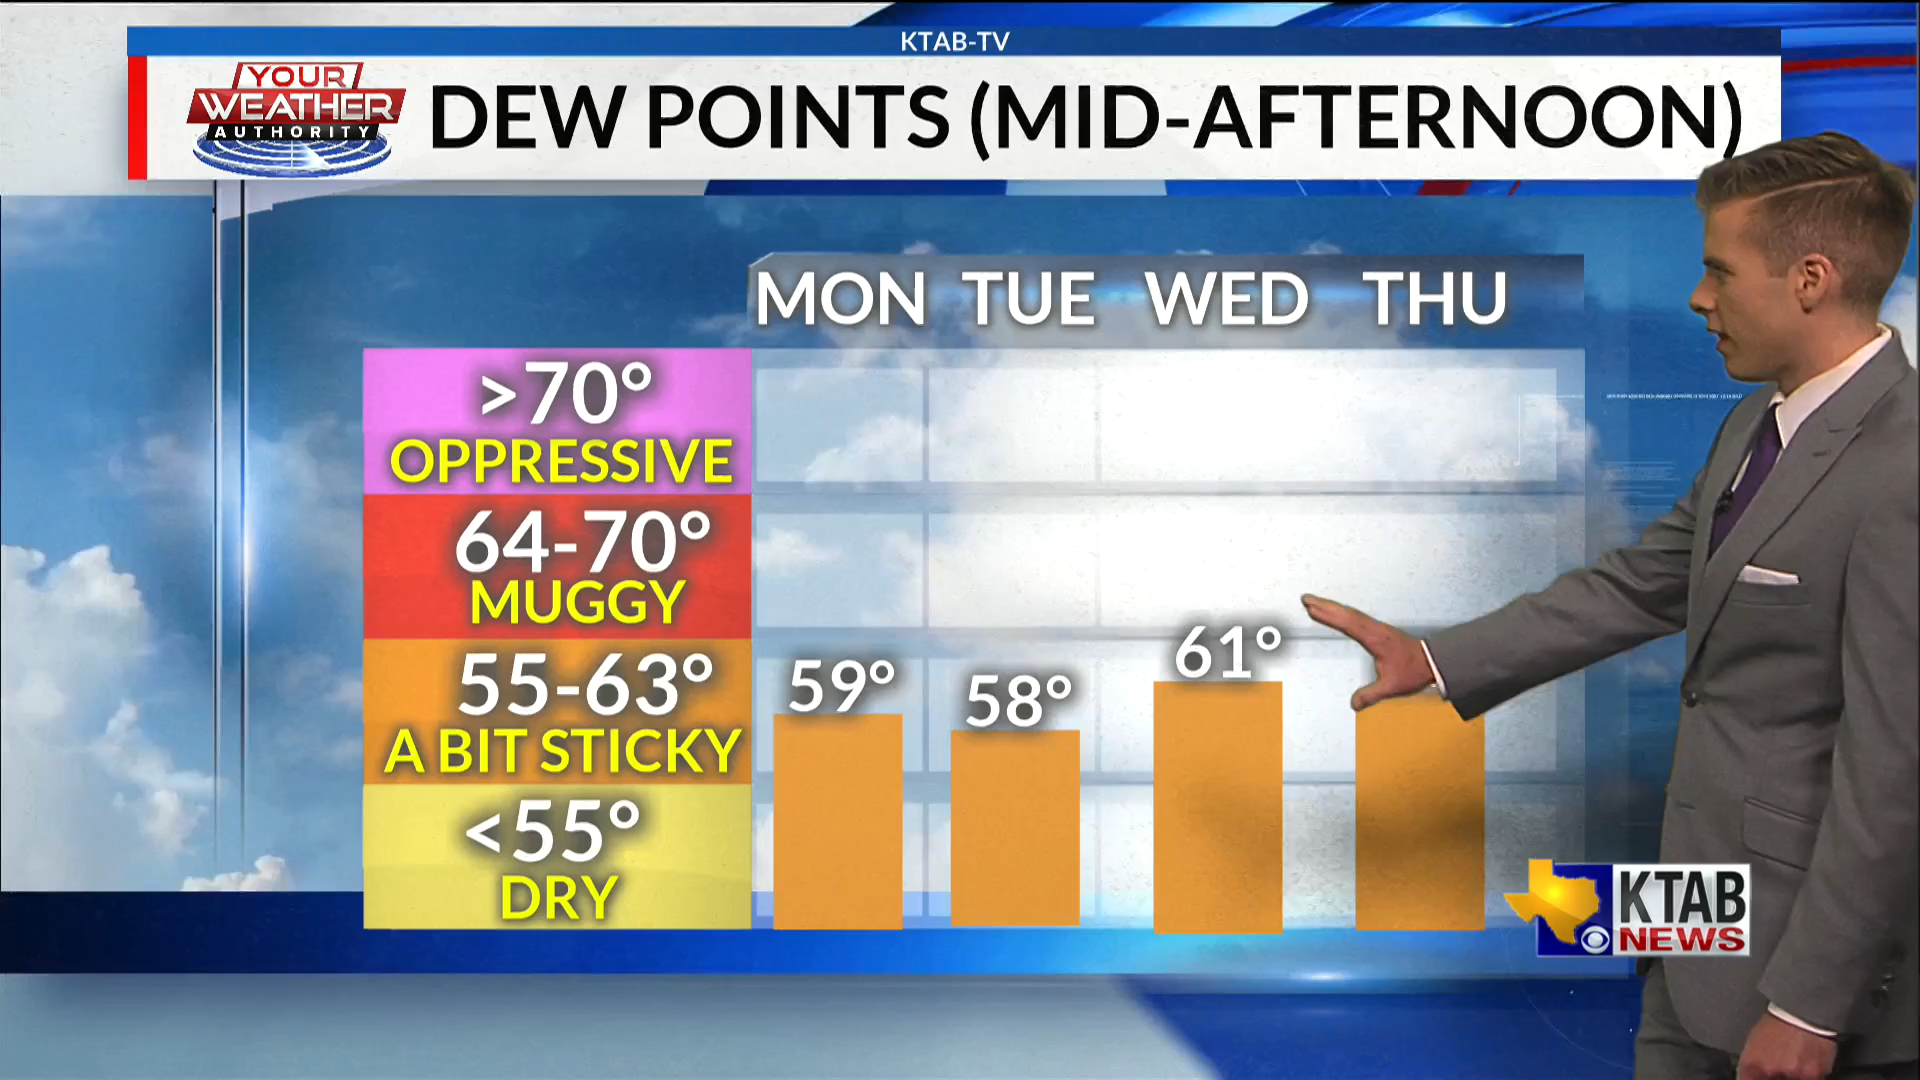 KTAB-TV
YOUR
WEATHER
AUTHORITY
DEW POINTS (MID-AFTERNOON)
MON TUE WED THU
>70°
OPPRESSIVE
64-70°
MUGGY
55-63°
A BIT STICKY
<55°
DRY
59°
58°
61°
KTAB
NEWS